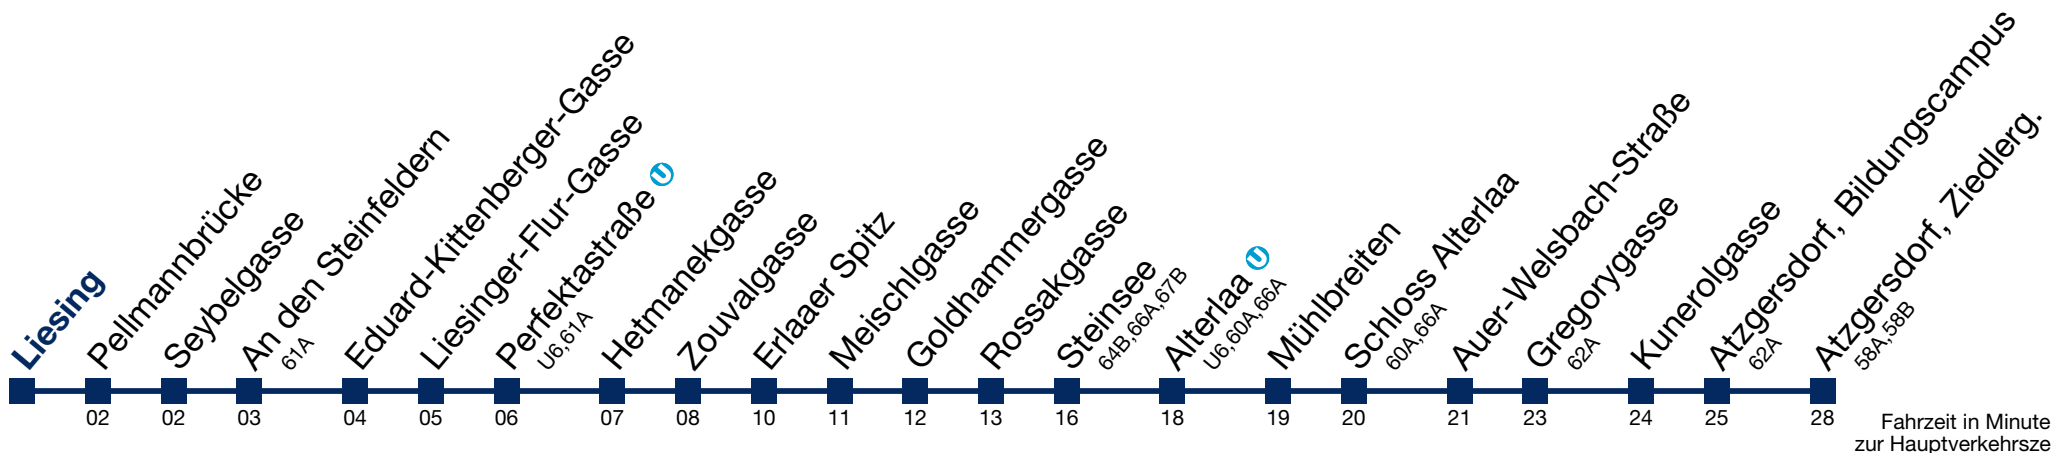 Liesing
Pellmannbrücke
Seybelgasse
An den Steinfeldern
61A
Eduard-Kittenberger-Gasse
Liesinger-Flur-Gasse
Perfektastraße
U6,61A
Hetmanekgasse
Zouvalgasse
Erlaaer Spitz
Meischlgasse
Goldhammergasse
Rossakgasse
Steinsee
64B,66A,67B
Alterlaa
U6,60A,66A
Mühlbreiten
Schloss Alterlaa
60A,66A
Auer-Welsbach-Straße
Gregorygasse
62A
Kunerolgasse
Atzgersdorf, Bildungscampus
62A
Atzgersdorf, Ziedlerg.
58A,58B
02 02 03 04 05 06 07 08 10 11 12 13 16 18 19 20 21 23 24 25 28
Fahrzeit in Minute
zur Hauptverkehrsze